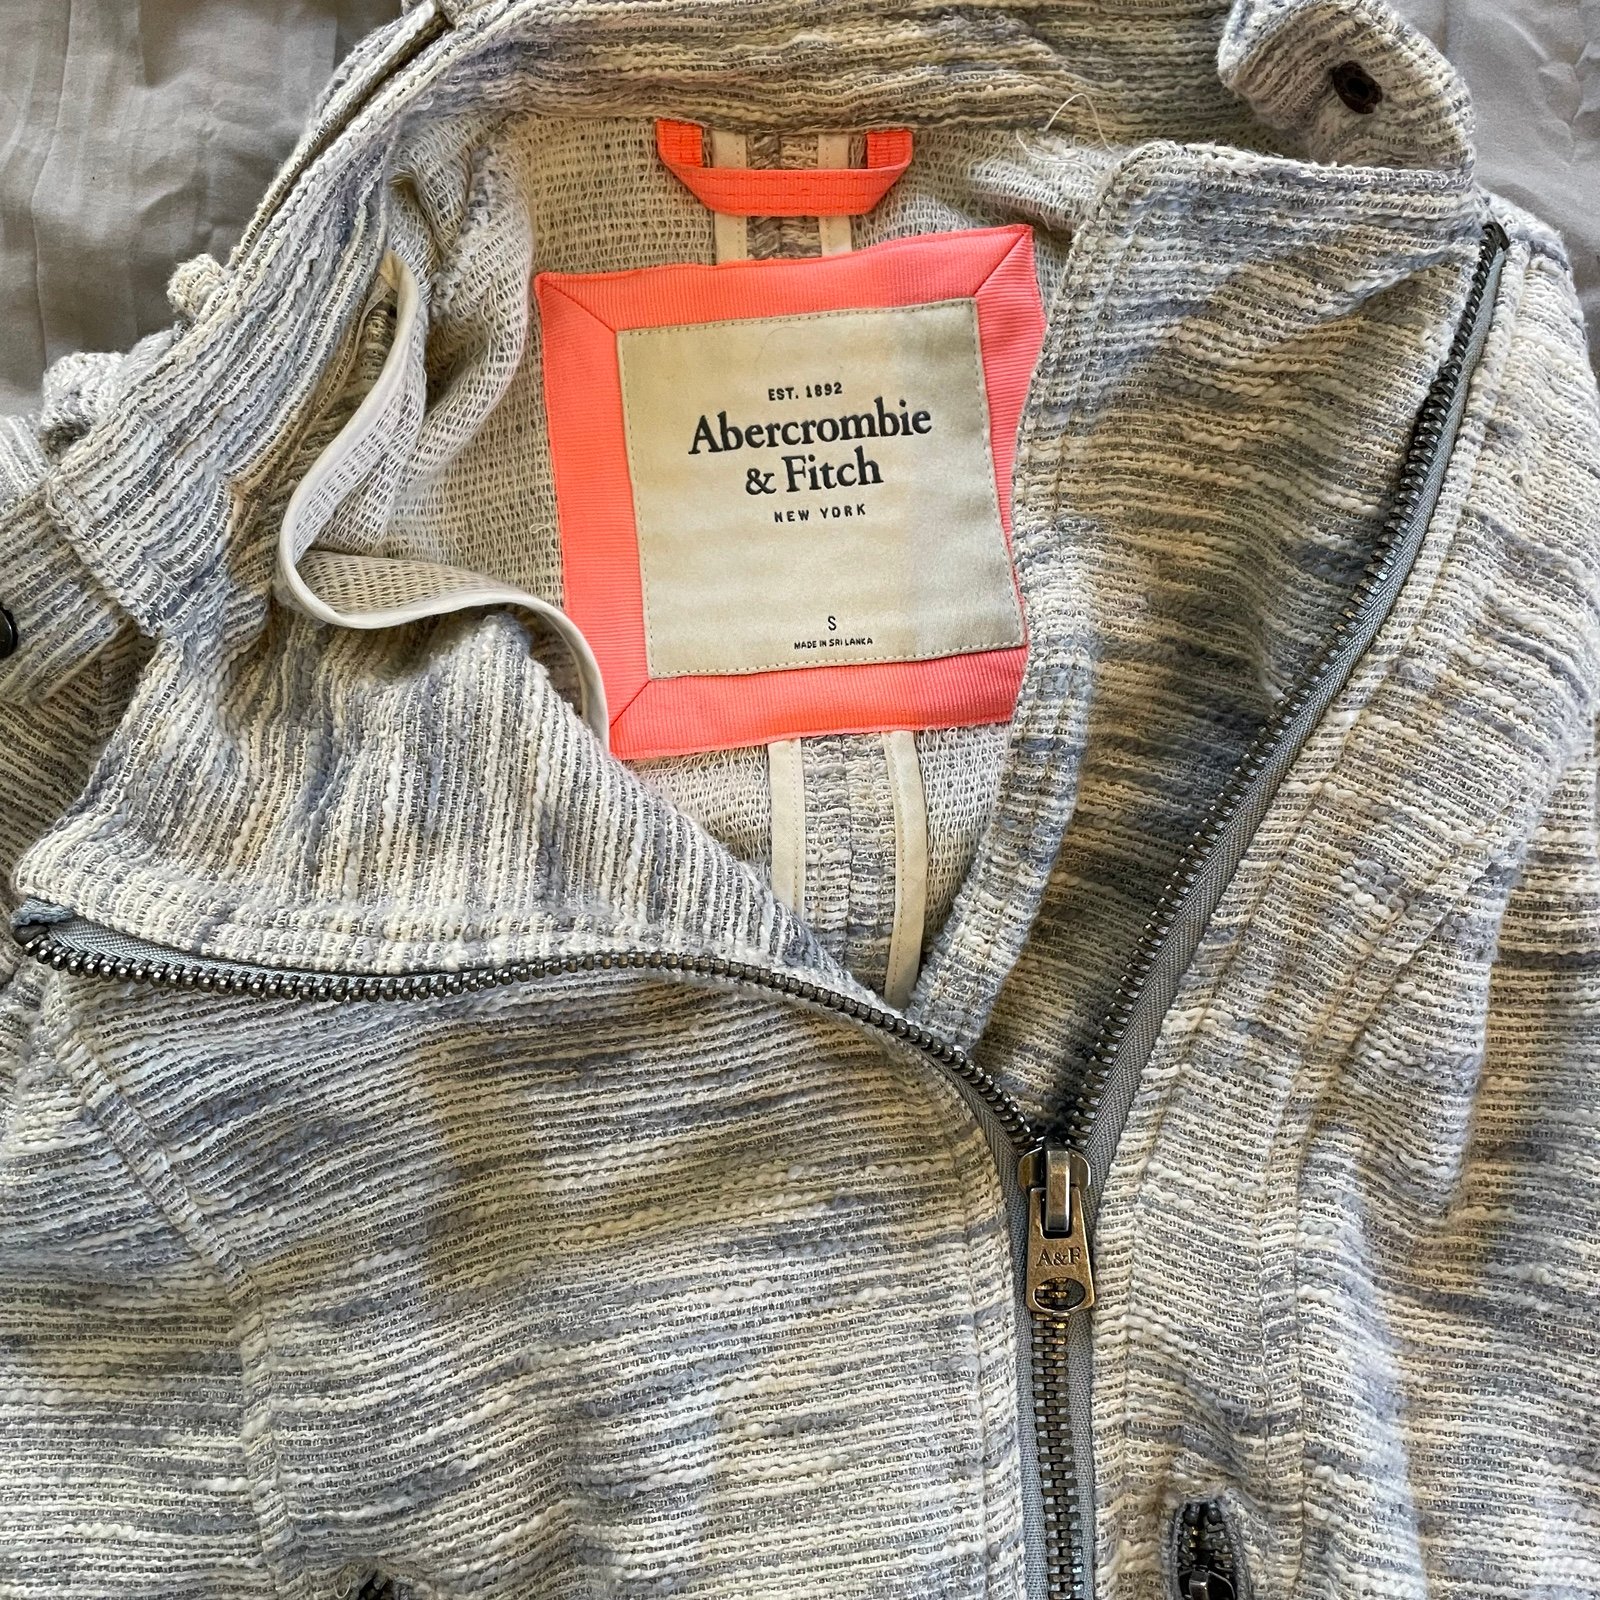 EST. 1892
Abercrombie
& Fitch
NEW YORK
S
MADE IN SRI LANKA
A&F